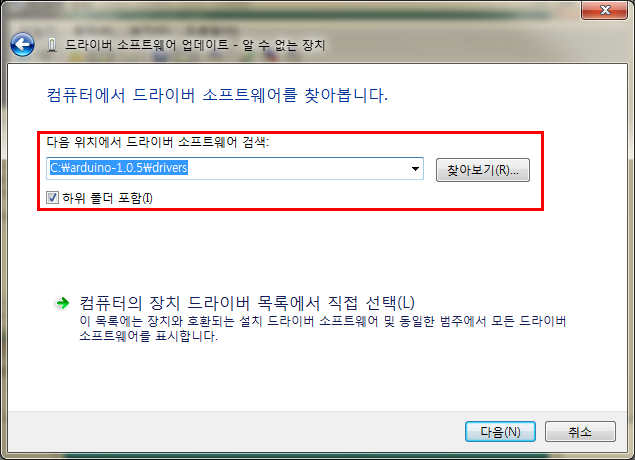 드라이버 소프트웨어 업데이트 - 알 수 없는 장치
컴퓨터에서 드라이버 소프트웨어를 찾아봅니다.
다음 위치에서 드라이버 소프트웨어 검색:
C:\arduino-1.0.5\drivers
찾아보기(R)...
하위 폴더 포함(I)
컴퓨터의 장치 드라이버 목록에서 직접 선택(L)
이 목록에는 장치와 호환되는 설치 드라이버 소프트웨어 및 동일한 범주에서 모든 드라이버
소프트웨어를 표시합니다.
다음(N)
취소